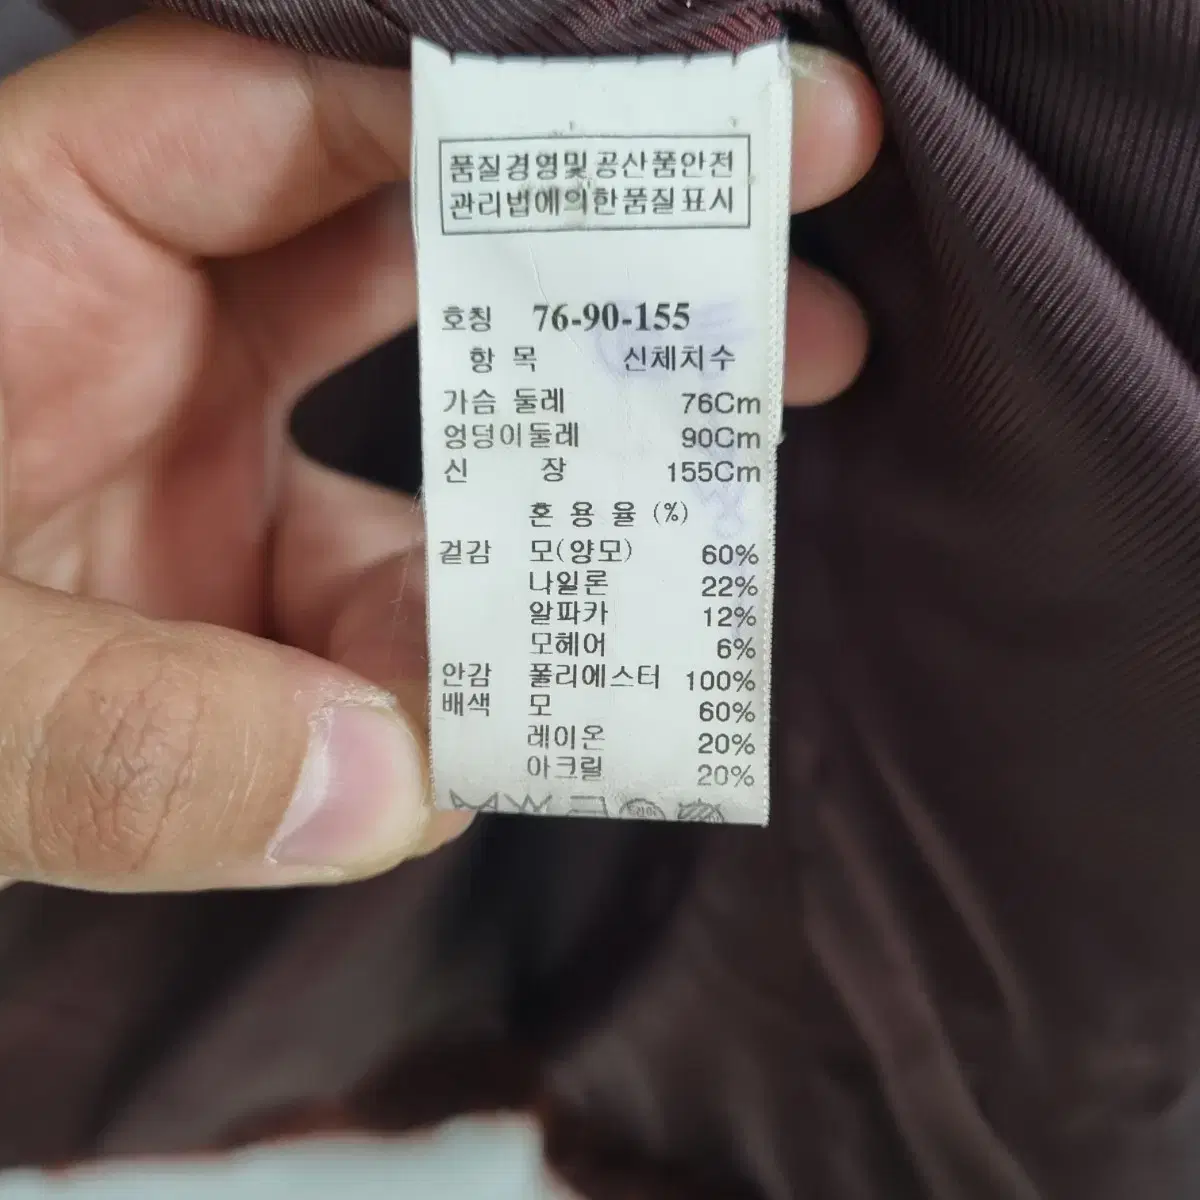 품질경영및 공산품안전
관리법에의한품질표시
호칭 76-90-155
항 목 신체치수
가슴 둘레 76Cm
엉덩이둘레 90Cm
신 장 155Cm
혼 용 율 (%)
겉감 모(양모) 60%
나일론 22%
알파카 12%
모헤어 6%
안감 폴리에스터 100%
배색 모 60%
레이온 20%
아크릴 20%